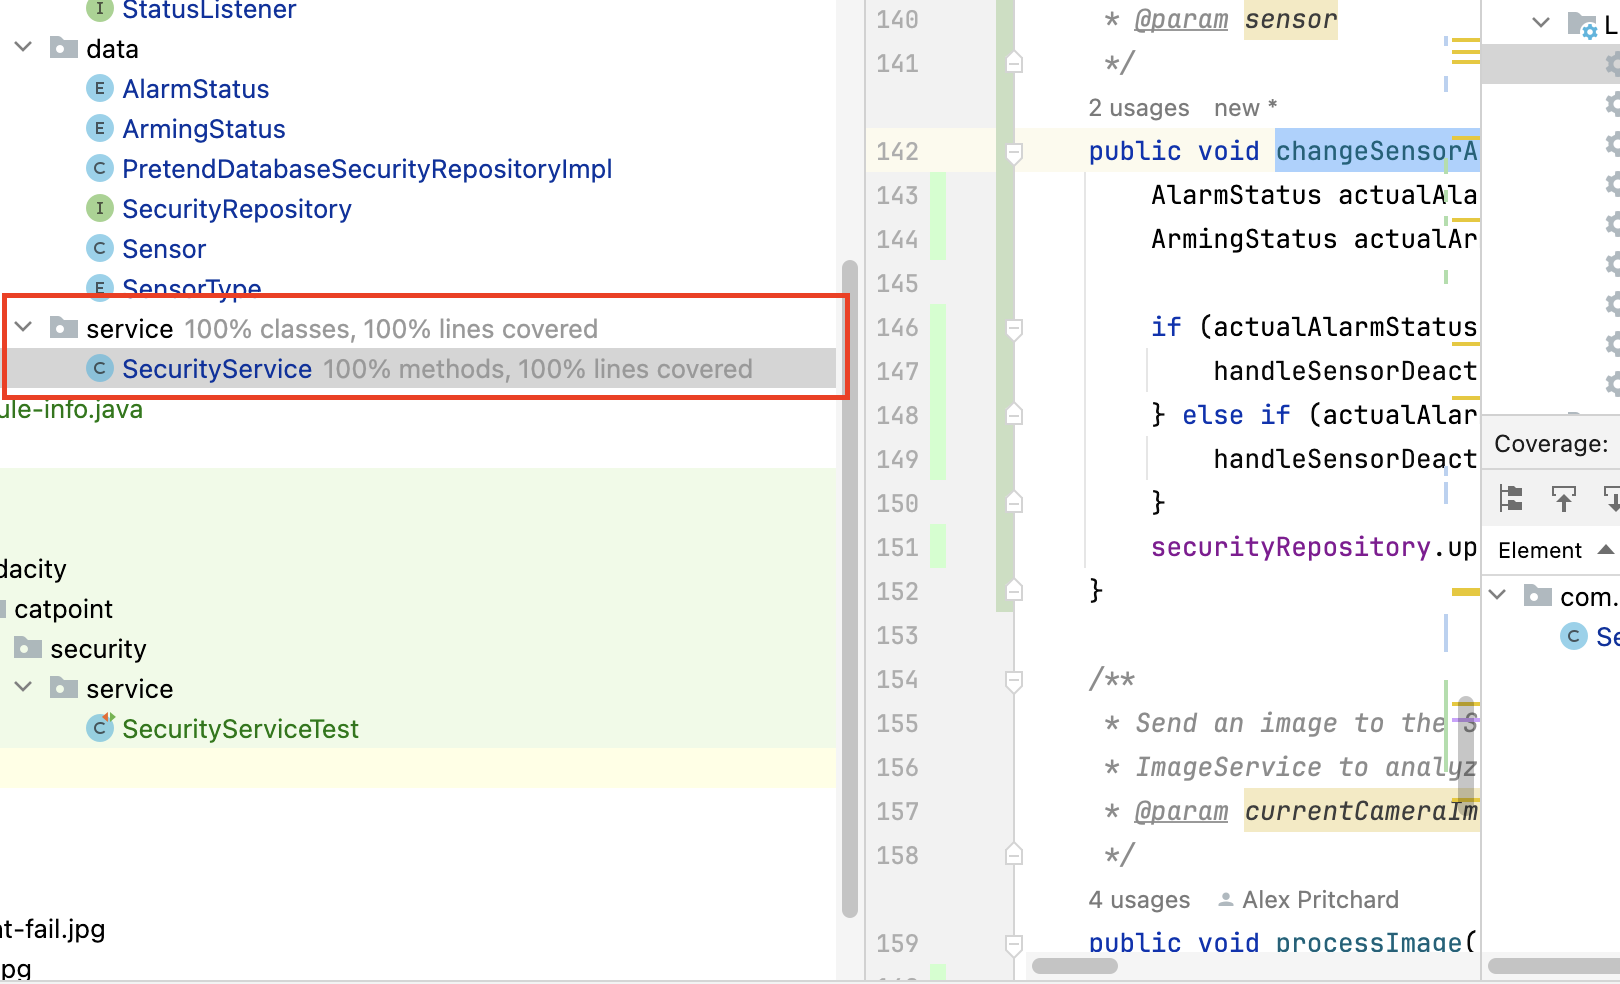 StatusListener
data
AlarmStatus
ArmingStatus
PretendDatabaseSecurityRepositoryImpl
SecurityRepository
Sensor
SensorType
service 100% classes, 100% lines covered
SecurityService 100% methods, 100% lines covered
ule-info.java
dacity
catpoint
security
service
SecurityServiceTest
t-fail.jpg
pg
140 * @param sensor
141 */
2 usages new *
142 public void changeSensorA
143 AlarmStatus actualAla
144 ArmingStatus actualAr
145
146 if (actualAlarmStatus
147 handleSensorDeact
148 } else if (actualAlar
149 handleSensorDeact
150 }
151 securityRepository.up
152 }
153
154 /**
155 * Send an image to the S
156 * ImageService to analyz
157 * @param currentCameraIm
158 */
4 usages Alex Pritchard
159 public void processImage(
L
Coverage:
Element
com.
Se